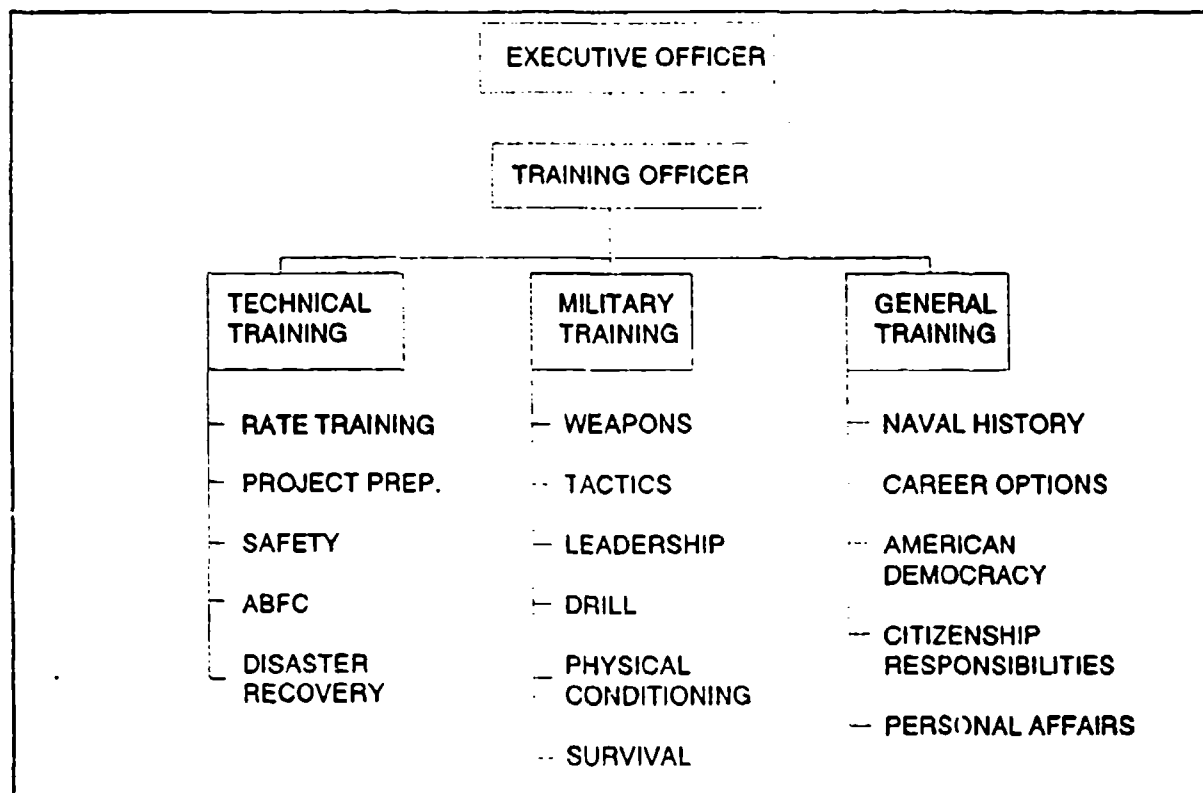 EXECUTIVE OFFICER
TRAINING OFFICER
TECHNICAL
TRAINING
RATE TRAINING
PROJECT PREP.
SAFETY
ABFC
DISASTER
RECOVERY
MILITARY
TRAINING
WEAPONS
TACTICS
LEADERSHIP
DRILL
PHYSICAL
CONDITIONING
SURVIVAL
GENERAL
TRAINING
NAVAL HISTORY
CAREER OPTIONS
AMERICAN
DEMOCRACY
CITIZENSHIP
RESPONSIBILITIES
PERSONAL AFFAIRS